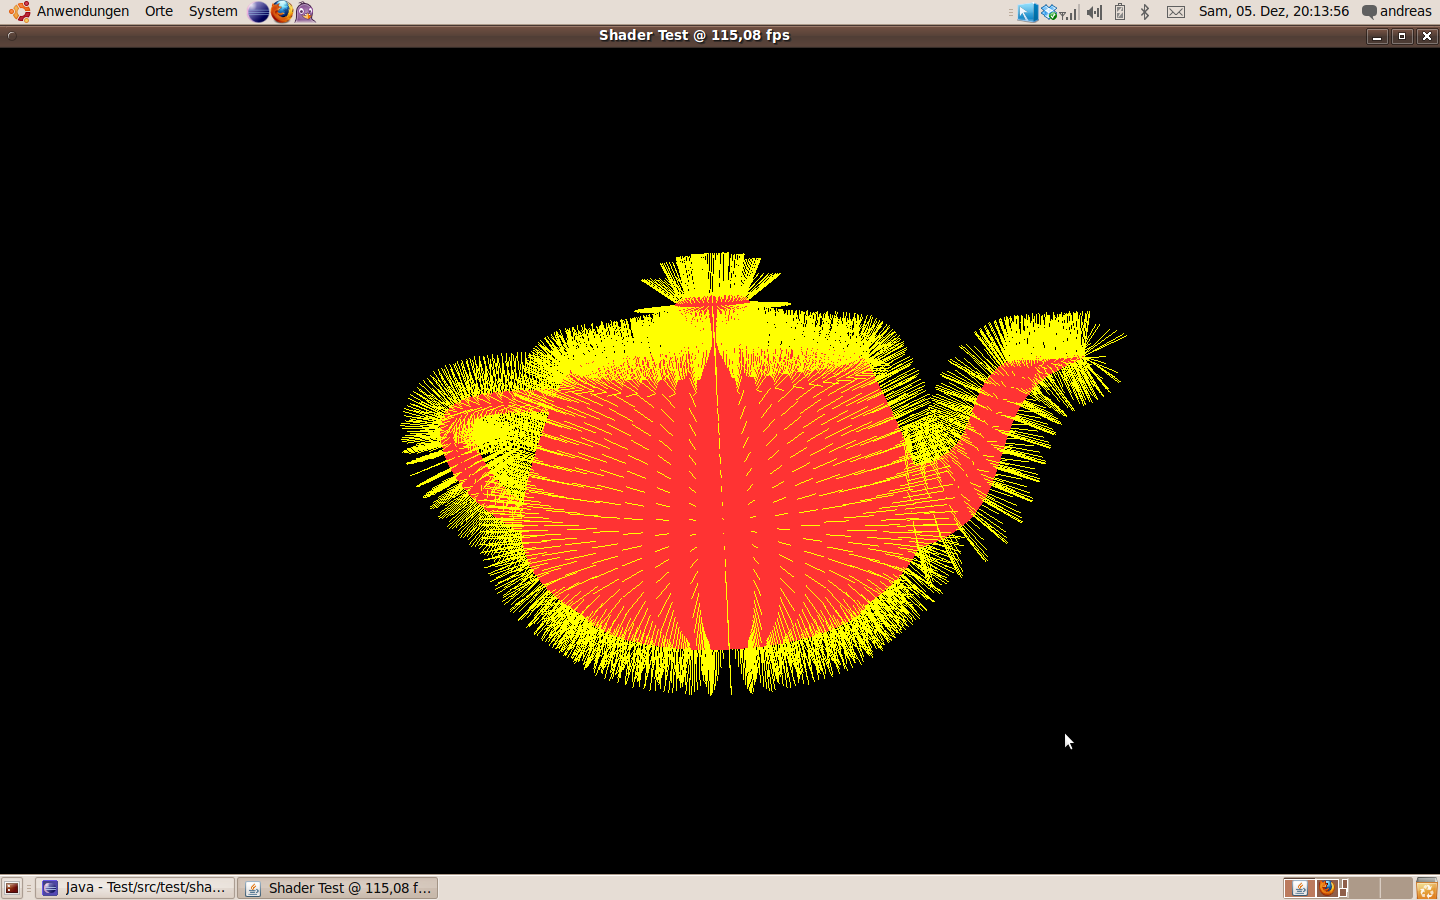 Anwendungen Orte System Sam, 05. Dez, 20:13:56 andreas
Shader Test @ 115,08 fps
Java - Test/src/test/sha... Shader Test @ 115,08 f...